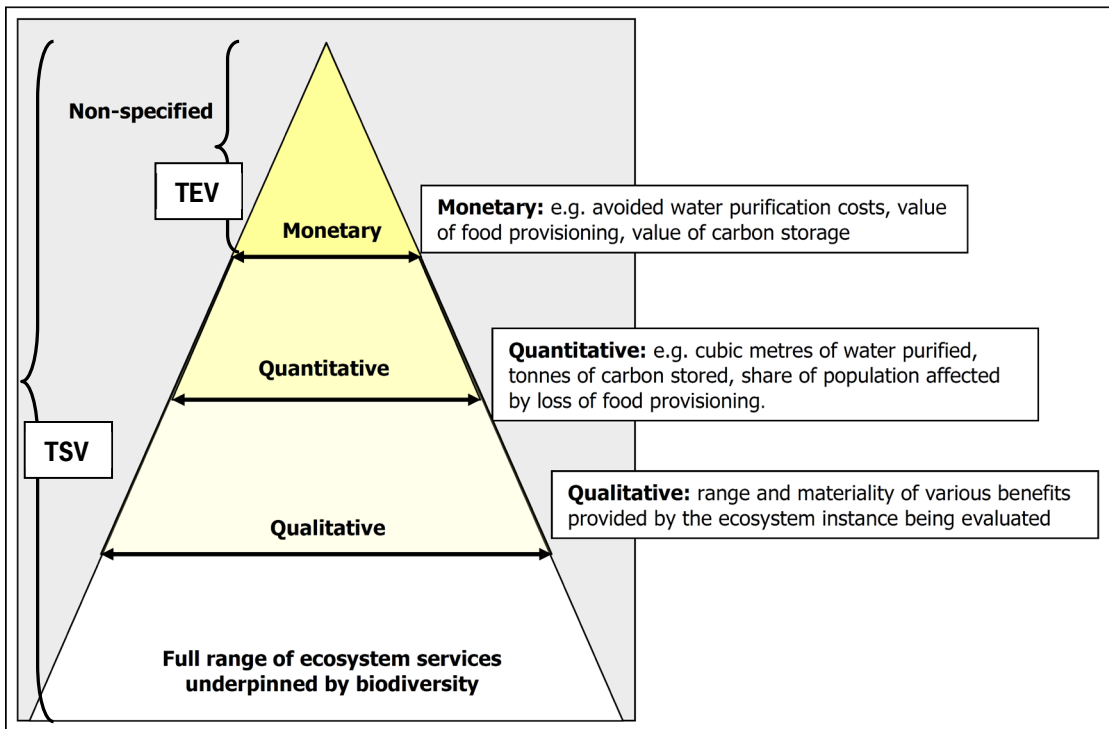 Non-specified
TEV
Monetary
Monetary: e.g. avoided water purification costs, value
of food provisioning, value of carbon storage
Quantitative
Quantitative: e.g. cubic metres of water purified,
tonnes of carbon stored, share of population affected
by loss of food provisioning.
TSV
Qualitative
Qualitative: range and materiality of various benefits
provided by the ecosystem instance being evaluated
Full range of ecosystem services
underpinned by biodiversity